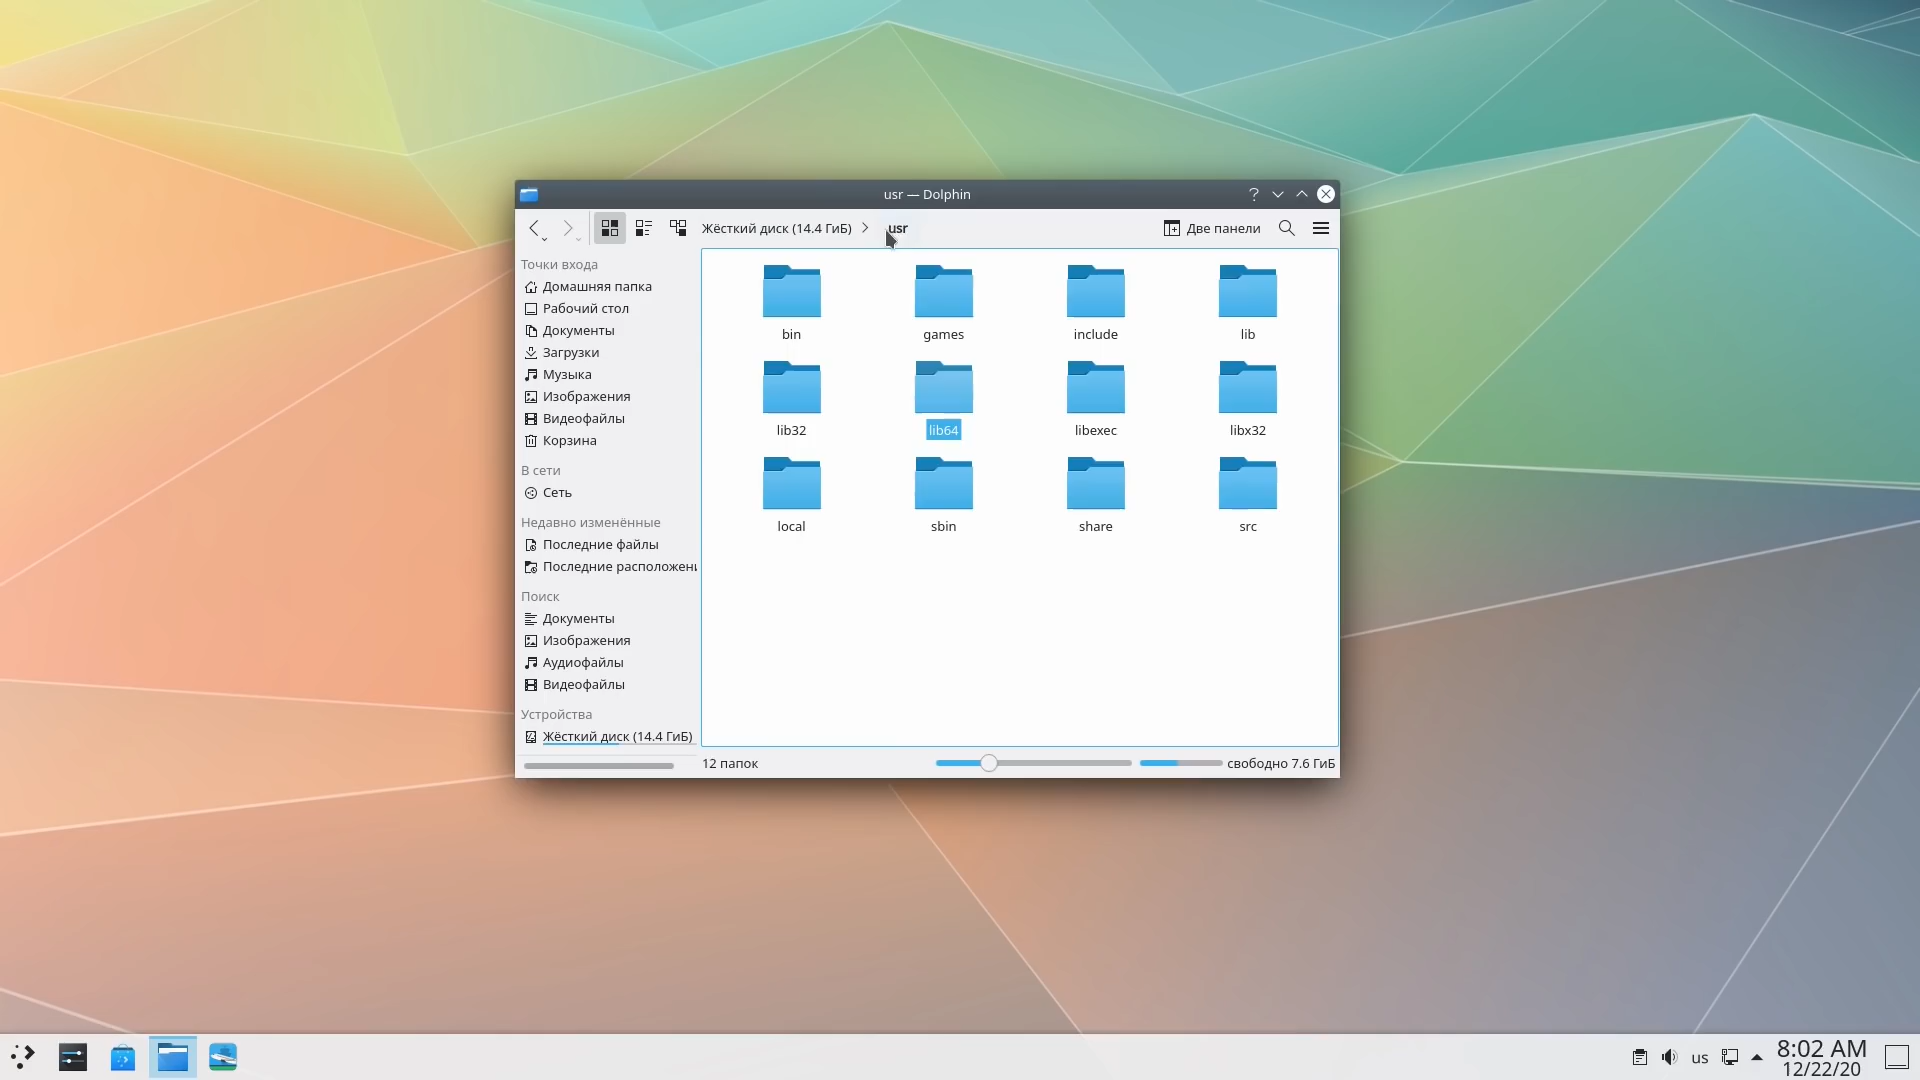 usr — Dolphin
Жёсткий диск (14.4 ГиБ) usr Две панели
Точки входа
Домашняя папка
Рабочий стол
Документы
Загрузки
Музыка
Изображения
Видеофайлы
Корзина
В сети
Сеть
Недавно изменённые
Последние файлы
Последние расположен
Поиск
Документы
Изображения
Аудиофайлы
Видеофайлы
Устройства
Жёсткий диск (14.4 ГиБ)
bin games include lib
lib32 lib64 libexec libx32
local sbin share src
12 папок свободно 7.6 ГиБ
us 8:02 AM
12/22/20